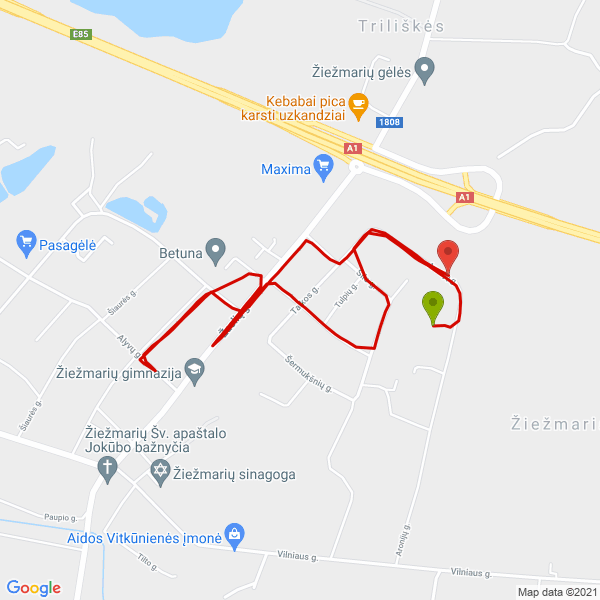 Triliškės
E85
Žiežmarių gėlės
Kebabai pica
karsti uzkandziai
1808
A1
Maxima
A1
Pasagėlė
Betuna
Šiaurės g.
Tulpių g.
Taikos g.
Alyvų g.
Žiežmarių gimnazija
Šermukšnių g.
Šiaurės g.
Žiežmari
Žiežmarių Šv. apaštalo
Jokūbo bažnyčia
Žiežmarių sinagoga
Paupio g.
Aidos Vitkūnienės įmonė
Aronijų g.
Tilto g.
Vilniaus g.
Vilniaus g.
Google
Map data ©2021